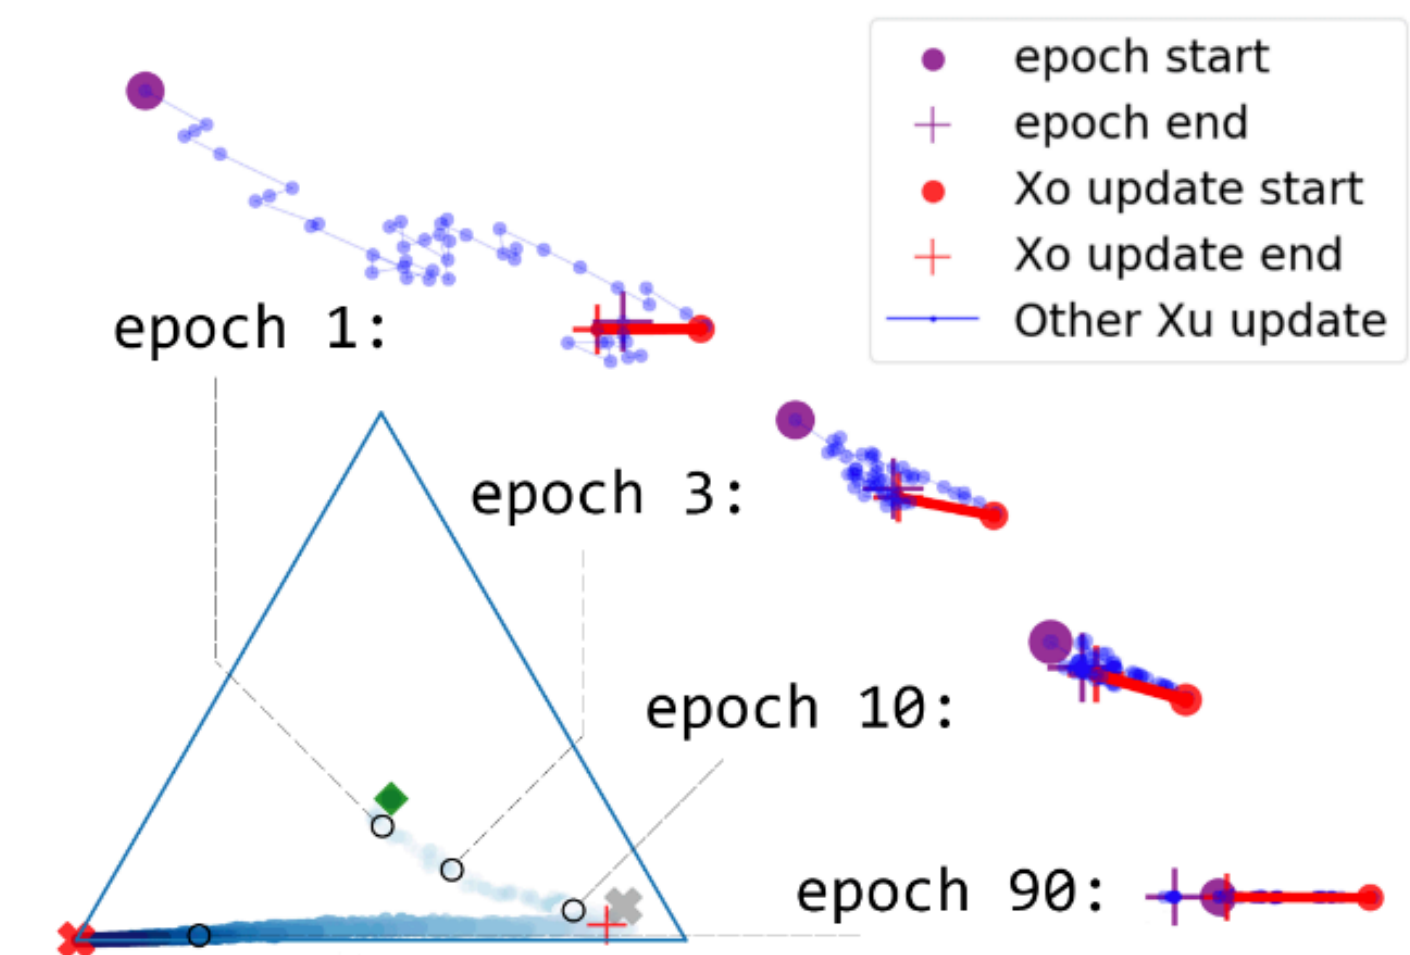 epoch start
epoch end
Xo update start
Xo update end
Other Xu update
epoch 1:
epoch 3:
epoch 10:
epoch 90: